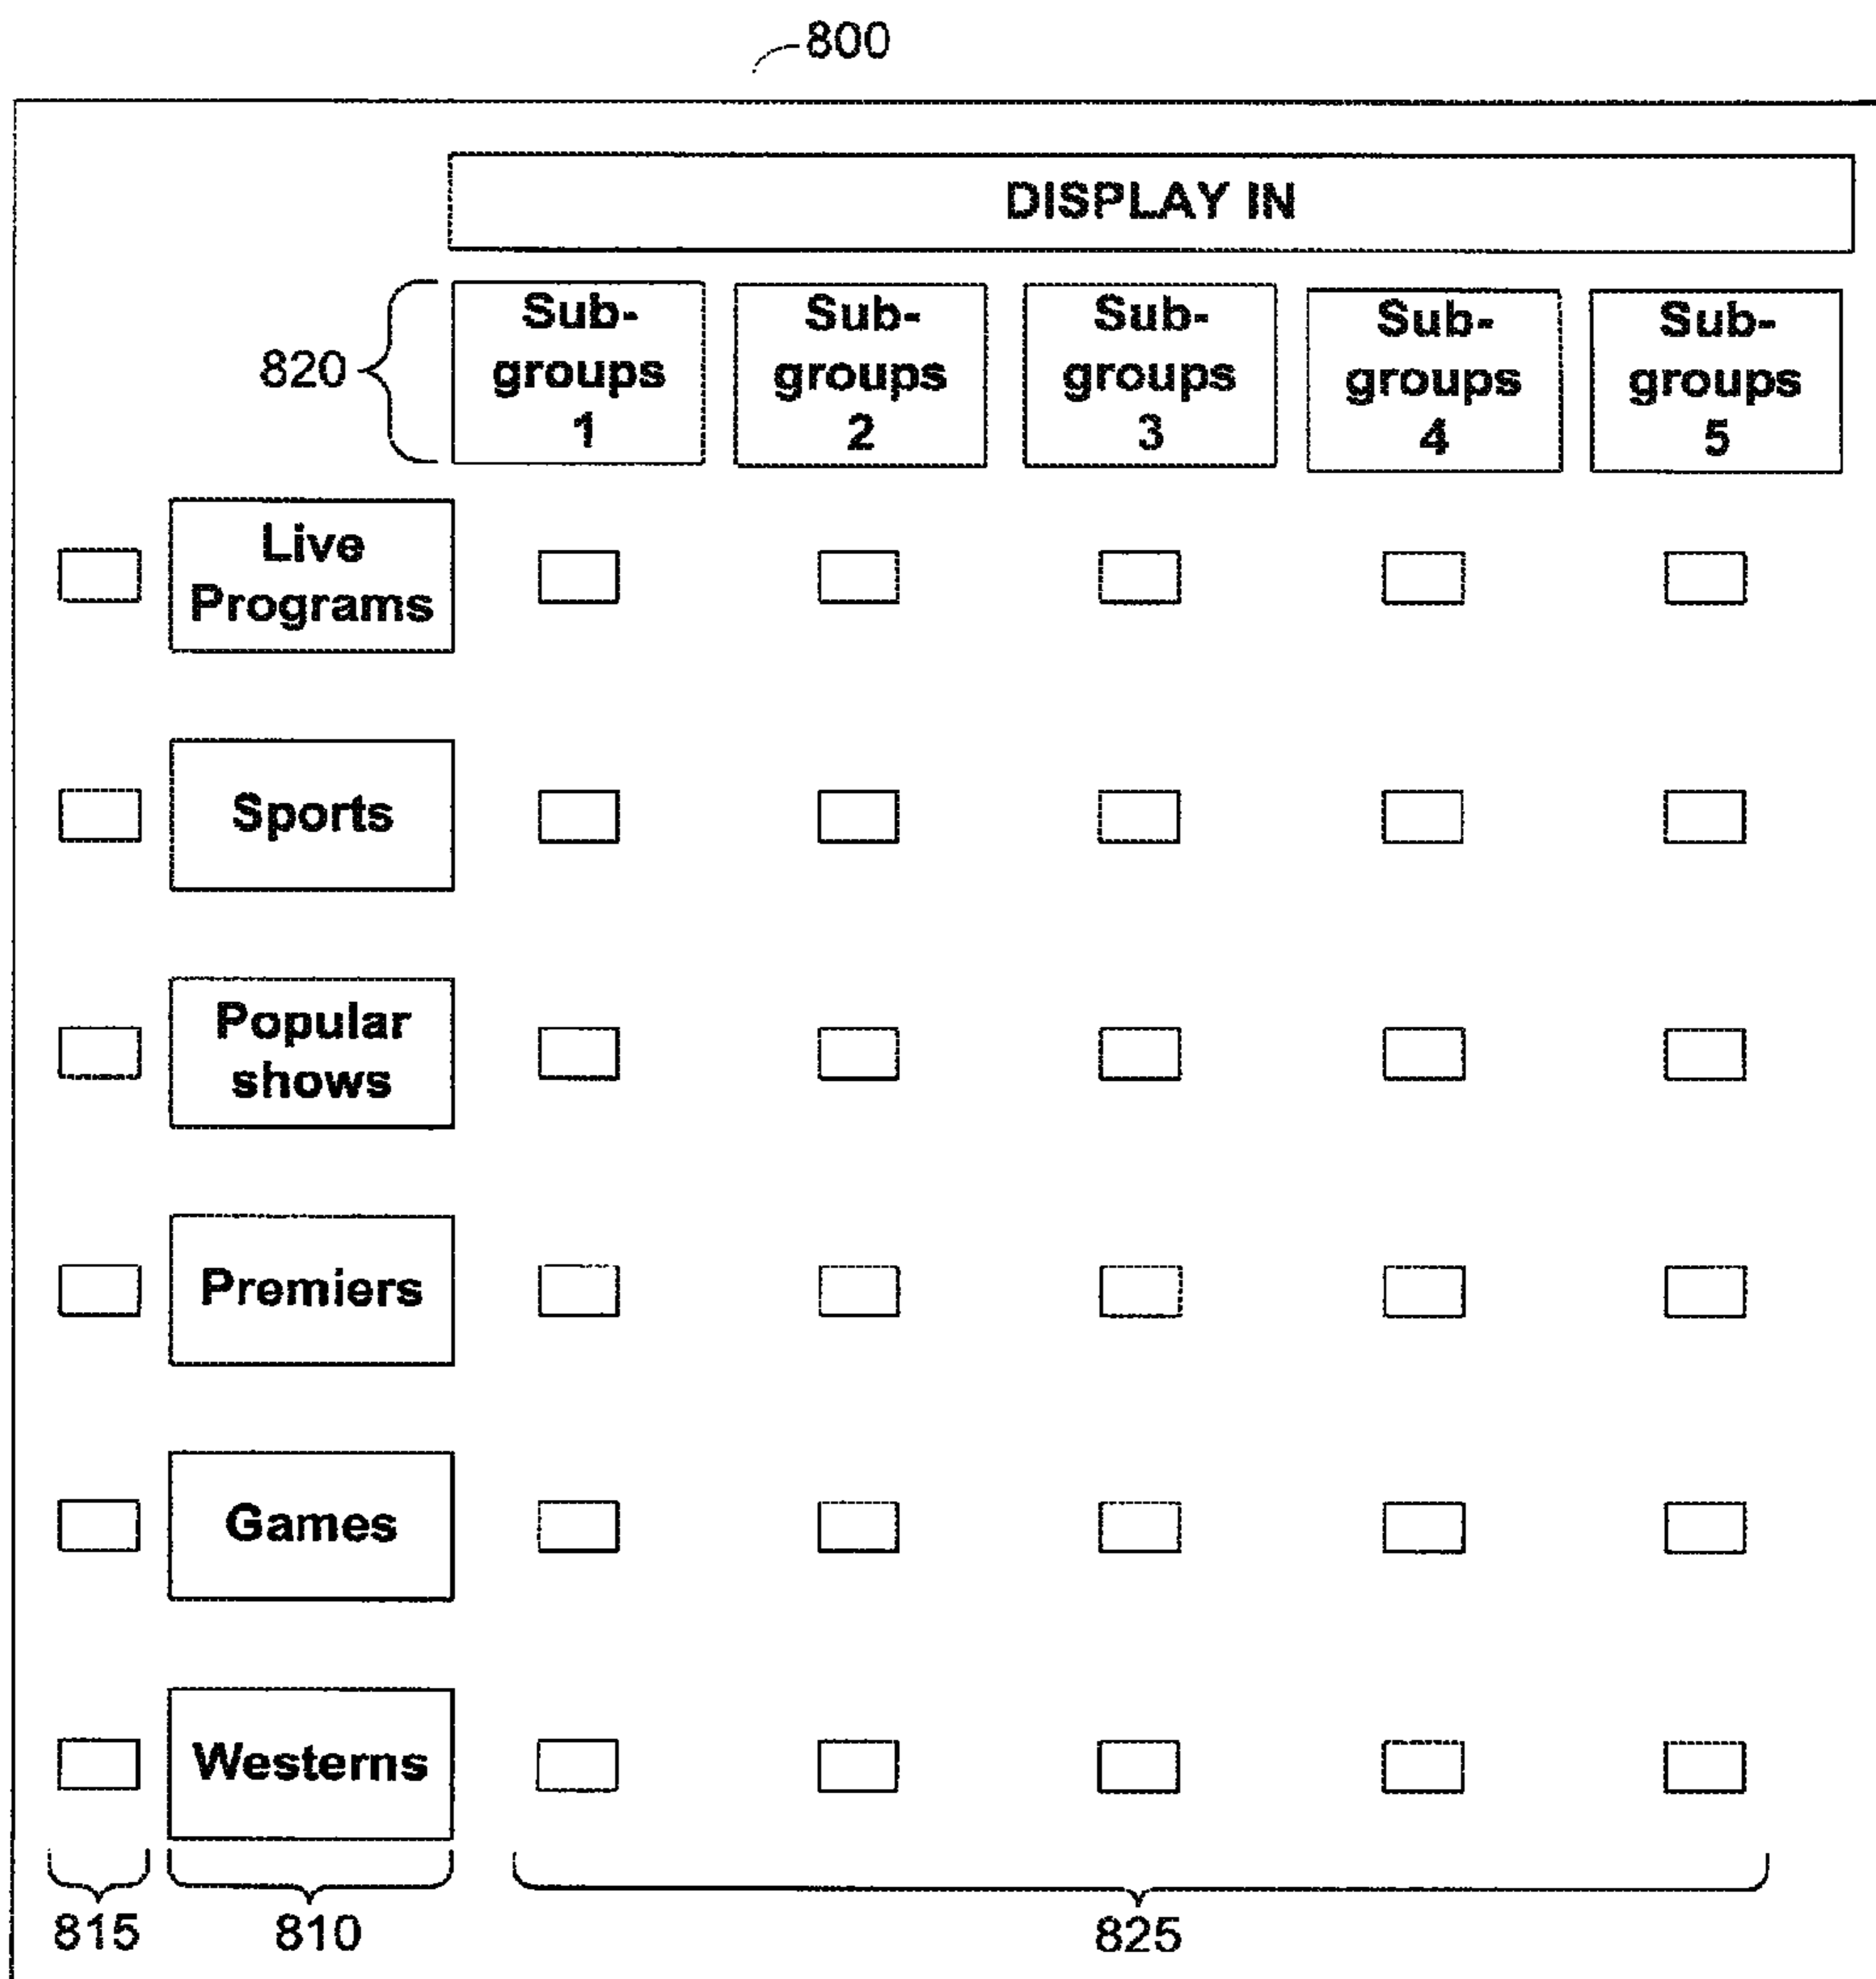 800
DISPLAY IN
820
Sub-
groups
1
Sub-
groups
2
Sub-
groups
3
Sub-
groups
4
Sub-
groups
5
Live
Programs
Sports
Popular
shows
Premiers
Games
Westerns
815
810
825